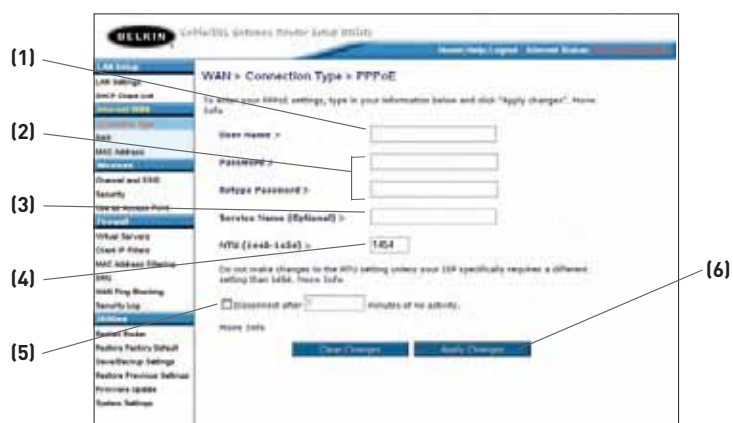 BELKIN Cable/DSL Gateway Router Setup Utility
Home|Help|Logout Internet Status:
(1)
(2)
(3)
(4)
(5)
(6)
LAN Setup
LAN Settings
DHCP Client List
Internet WAN
Connection Type
DNS
MAC Address
Wireless
Channel and SSID
Security
Use as Access Point
Firewall
Virtual Servers
Client IP Filters
MAC Address Filtering
DMZ
WAN Ping Blocking
Security Log
Utilities
Restart Router
Restore Factory Default
Save/Backup Settings
Restore Previous Settings
Firmware Update
System Settings
WAN > Connection Type > PPPoE
To enter your PPPoE settings, type in your information below and click "Apply changes". More
Info
User Name >
Password >
Retype Password >
Service Name (Optional) >
MTU (1440-1454) > 1454
Do not make changes to the MTU setting unless your ISP specifically requires a different
setting than 1454. More Info
Disconnect after minutes of no activity.
More Info
Clear Changes Apply Changes